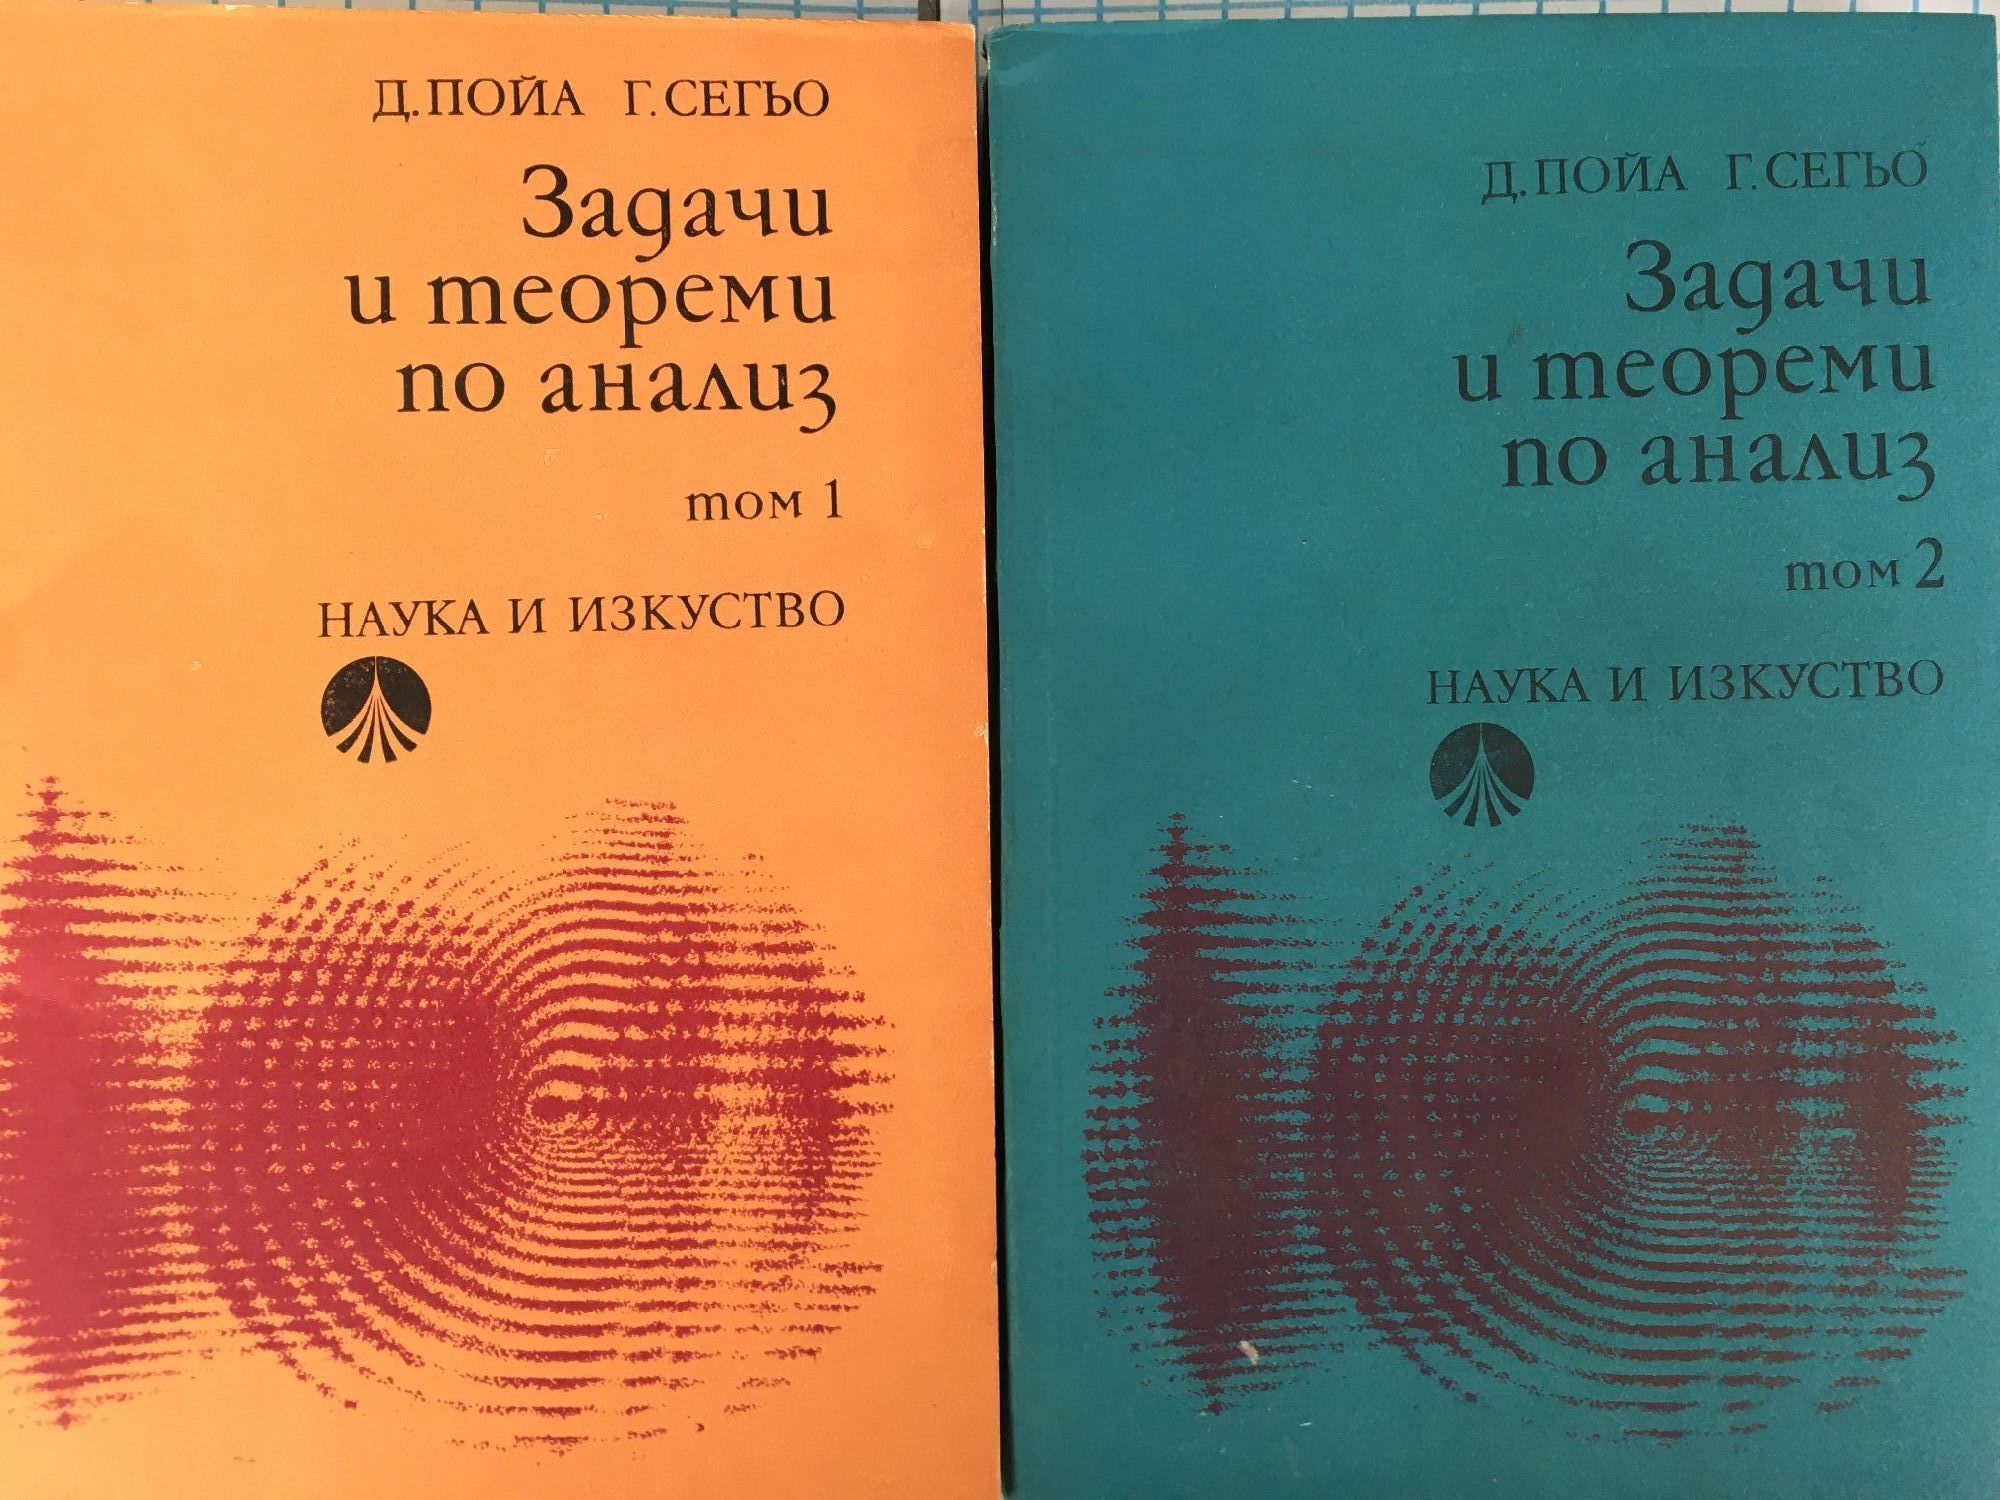 Д. ПОЙА Г. СЕГЬО
Задачи
и теореми
по анализ
том 1
НАУКА И ИЗКУСТВО
Д. ПОЙА Г. СЕГЬО
Задачи
и теореми
по анализ
том 2
НАУКА И ИЗКУСТВО